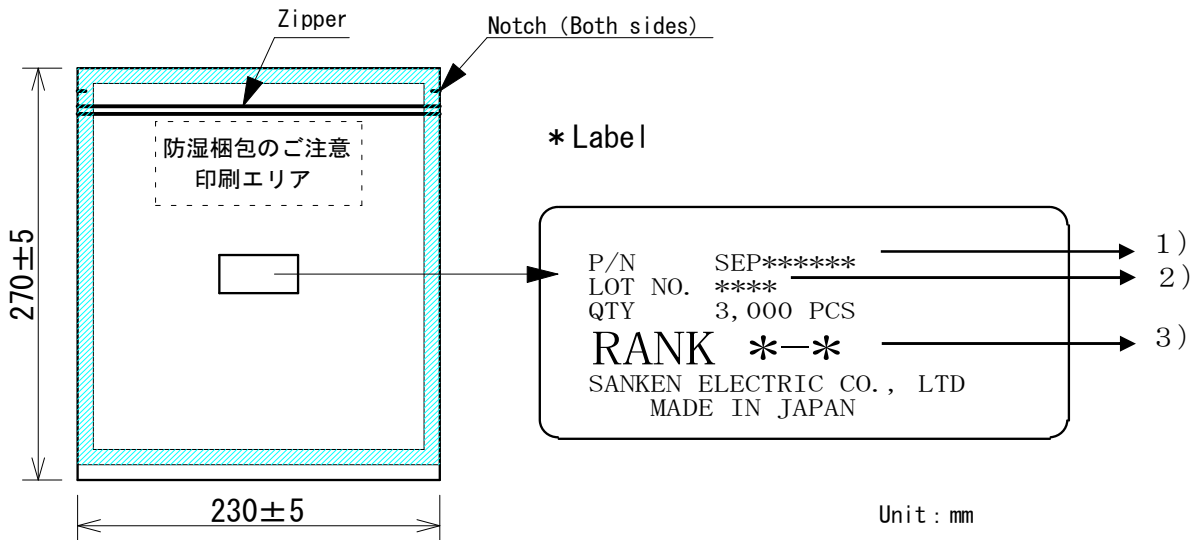 Zipper
Notch (Both sides)
防湿梱包のご注意
印刷エリア
270±5
230±5
*Label
P/N SEP******
LOT NO. ****
QTY 3,000 PCS
RANK *—*
SANKEN ELECTRIC CO., LTD
MADE IN JAPAN
1)
2)
3)
Unit : mm